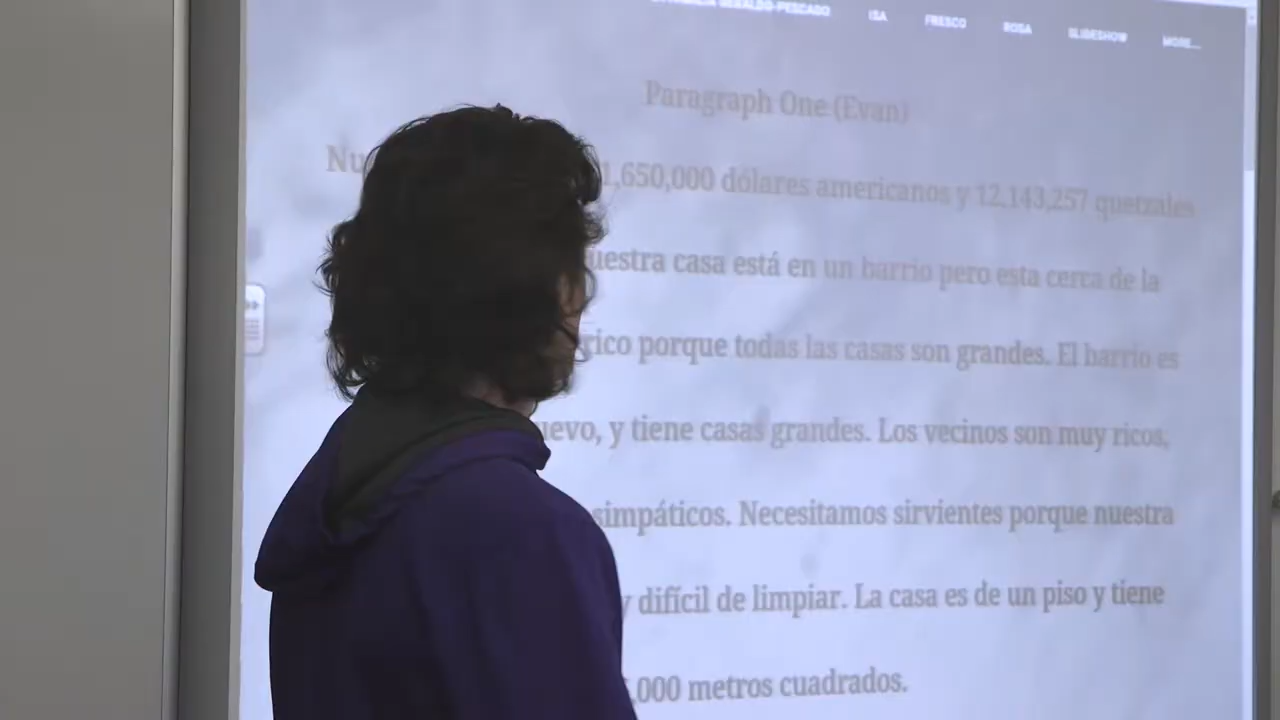 GERALDO-PESCADO ISA FRESCO ROSA SLIDESHOW MORE...
Paragraph One (Evan)
1,650,000 dólares americanos y 12,143,257 quetzales
casa está en un barrio pero esta cerca de la
rico porque todas las casas son grandes. El barrio es
y tiene casas grandes. Los vecinos son muy ricos,
simpáticos. Necesitamos sirvientes porque nuestra
y difícil de limpiar. La casa es de un piso y tiene
,000 metros cuadrados.